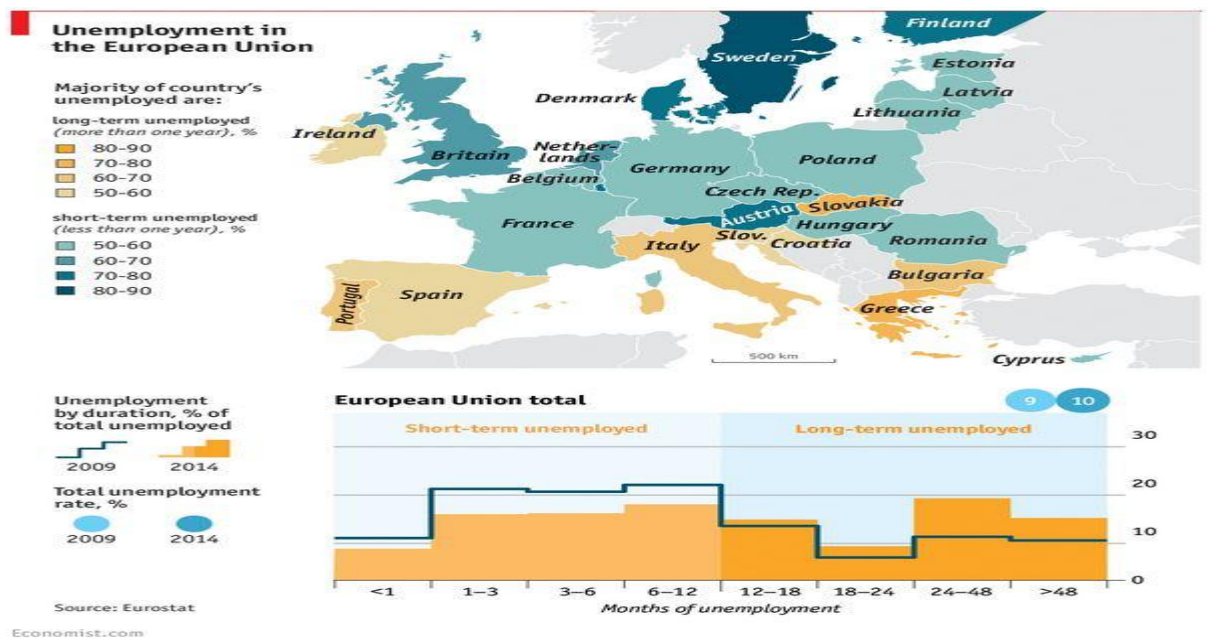 Unemployment in
the European Union
Majority of country's
unemployed are:
long-term unemployed
(more than one year), %
80–90
70–80
60–70
50–60
short-term unemployed
(less than one year), %
50–60
60–70
70–80
80–90
Finland
Sweden
Estonia
Latvia
Lithuania
Denmark
Ireland
Britain
Nether-
lands
Belgium
Germany
Poland
Czech Rep.
Slovakia
Austria
Hungary
France
Slov.
Croatia
Romania
Italy
Bulgaria
Portugal
Spain
Greece
500 km
Cyprus
Unemployment
by duration, % of
total unemployed
2009 2014
Total unemployment
rate, %
2009 2014
European Union total
9 10
Short-term unemployed Long-term unemployed
30
20
10
0
<1 1–3 3–6 6–12 12–18 18–24 24–48 >48
Months of unemployment
Source: Eurostat
Economist.com